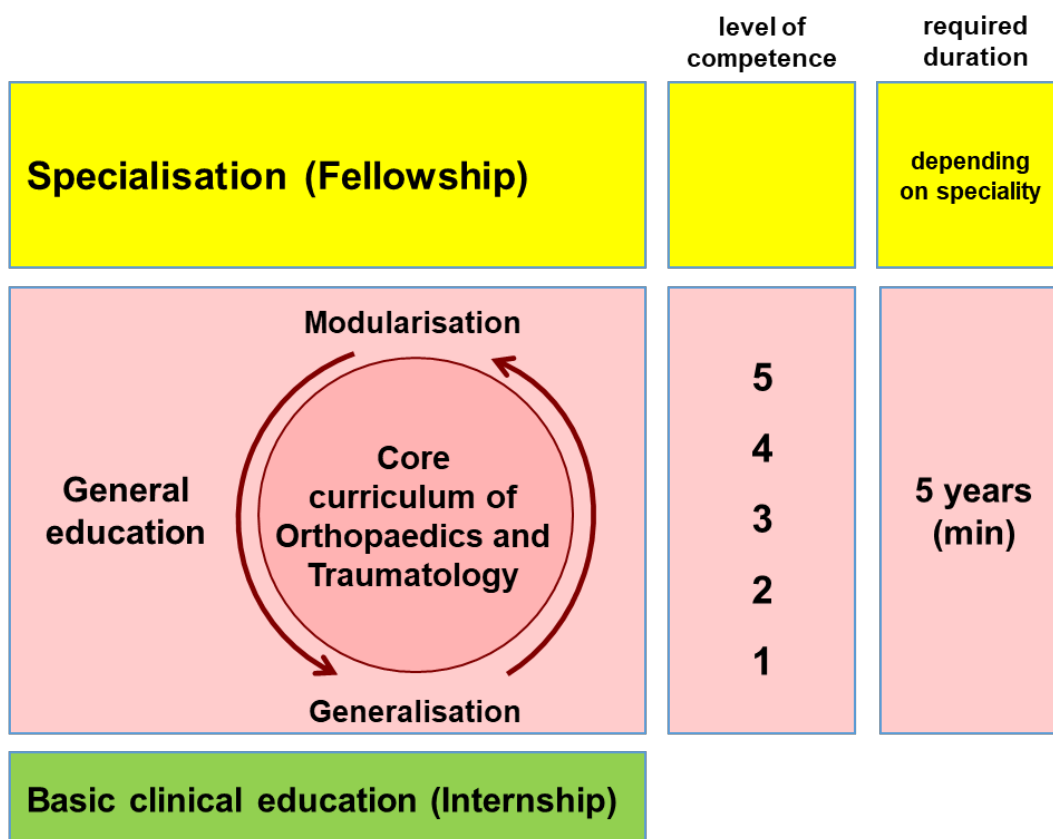 level of
competence
required
duration
Specialisation (Fellowship)
depending
on speciality
Modularisation
General
education
Core
curriculum of
Orthopaedics and
Traumatology
Generalisation
5
4
3
2
1
5 years
(min)
Basic clinical education (Internship)